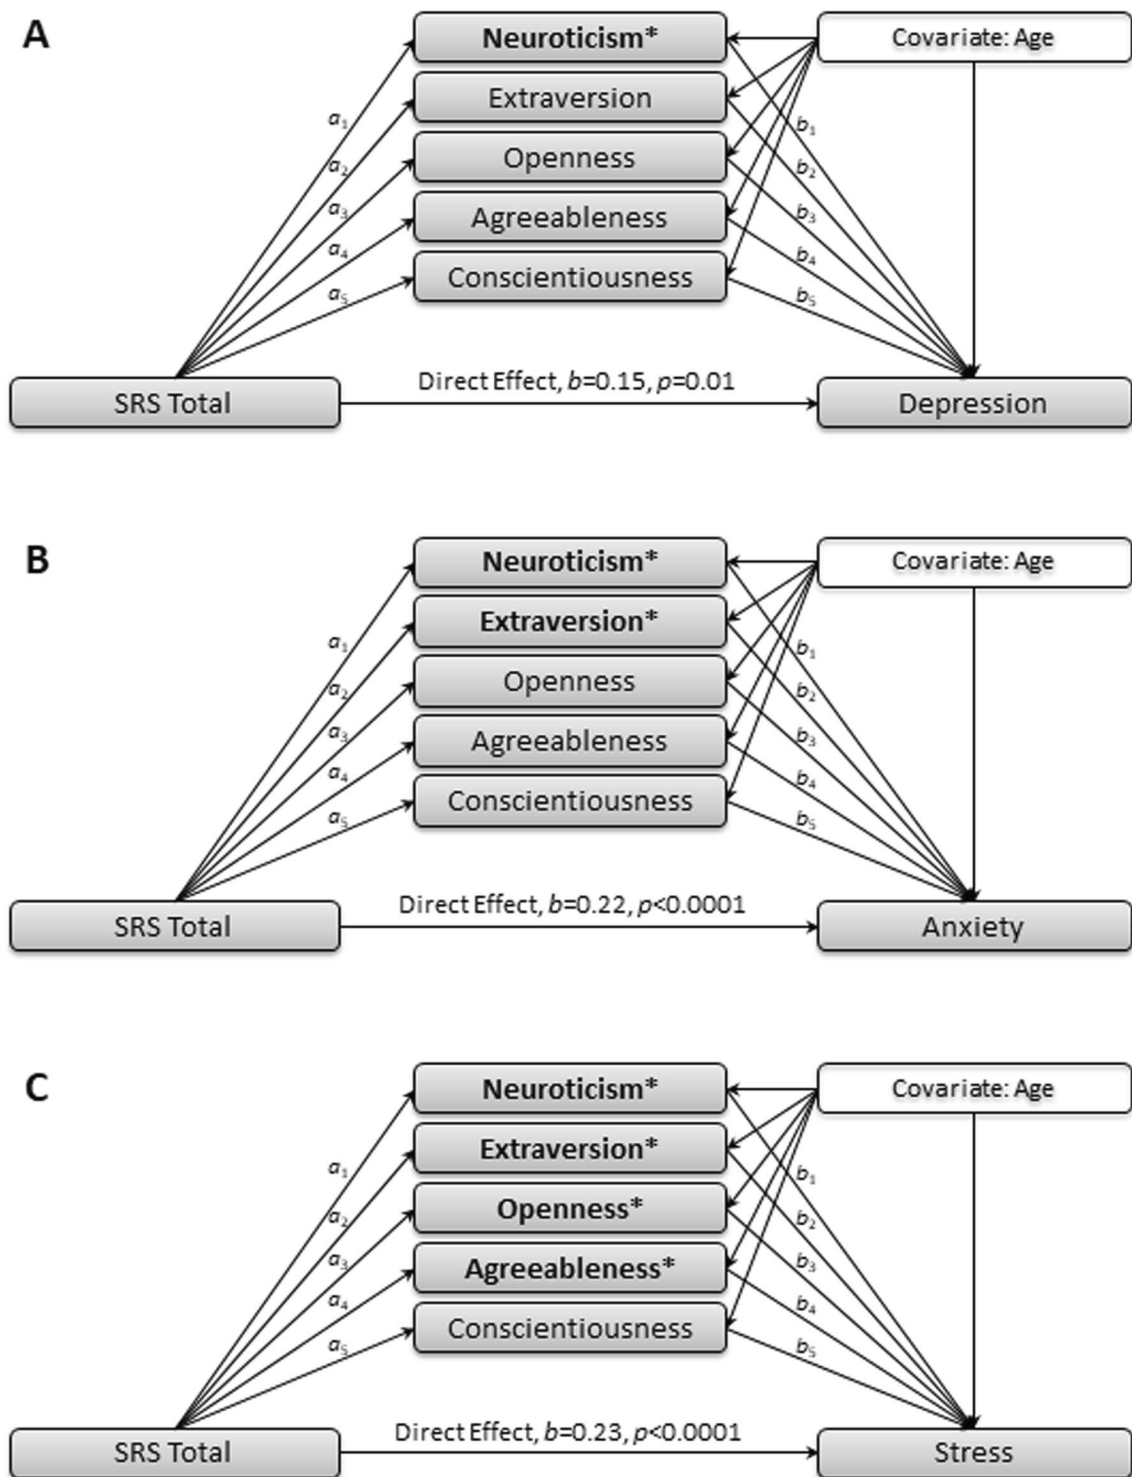 A
Neuroticism*
Covariate: Age
Extraversion
Openness
Agreeableness
Conscientiousness
a₁
a₂
a₃
a₄
a₅
b₁
b₂
b₃
b₄
b₅
Direct Effect, b=0.15, p=0.01
SRS Total
Depression
B
Neuroticism*
Covariate: Age
Extraversion*
Openness
Agreeableness
Conscientiousness
a₁
a₂
a₃
a₄
a₅
b₁
b₂
b₃
b₄
b₅
Direct Effect, b=0.22, p<0.0001
SRS Total
Anxiety
C
Neuroticism*
Covariate: Age
Extraversion*
Openness*
Agreeableness*
Conscientiousness
a₁
a₂
a₃
a₄
a₅
b₁
b₂
b₃
b₄
b₅
Direct Effect, b=0.23, p<0.0001
SRS Total
Stress